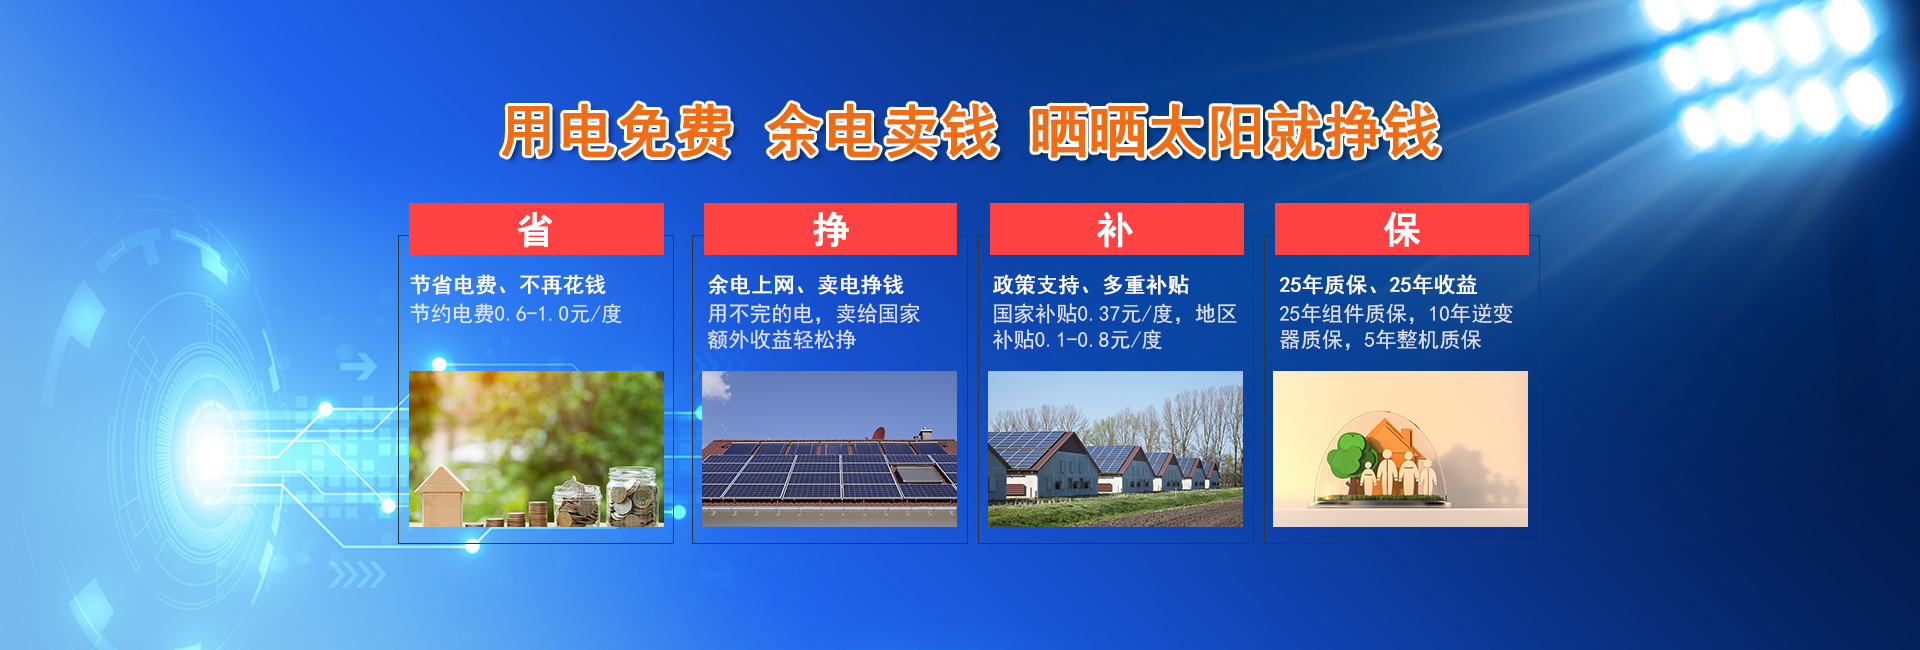 用电免费 余电卖钱 晒晒太阳就挣钱
省
节省电费、不再花钱
节约电费0.6-1.0元/度
挣
余电上网、卖电挣钱
用不完的电，卖给国家
额外收益轻松挣
补
政策支持、多重补贴
国家补贴0.37元/度，地区
补贴0.1-0.8元/度
保
25年质保、25年收益
25年组件质保，10年逆变
器质保，5年整机质保